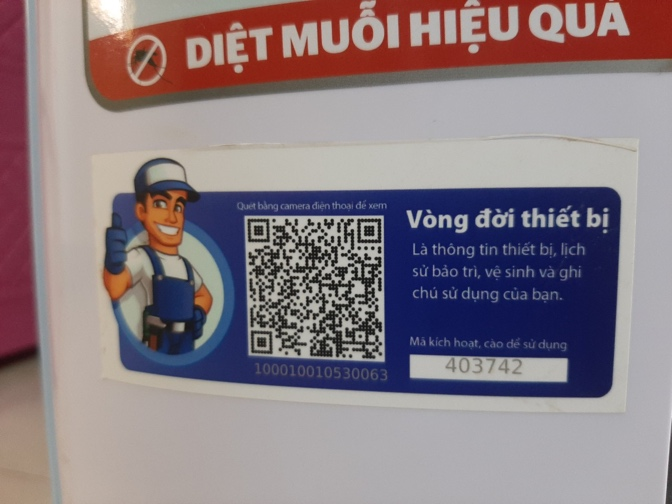 DIỆT MUỖI HIỆU QUẢ
Quét bằng camera điện thoại để xem
Vòng đời thiết bị
Là thông tin thiết bị, lịch
sử bảo trì, vệ sinh và ghi
chú sử dụng của bạn.
Mã kích hoạt, cào để sử dụng
403742
100010010530063